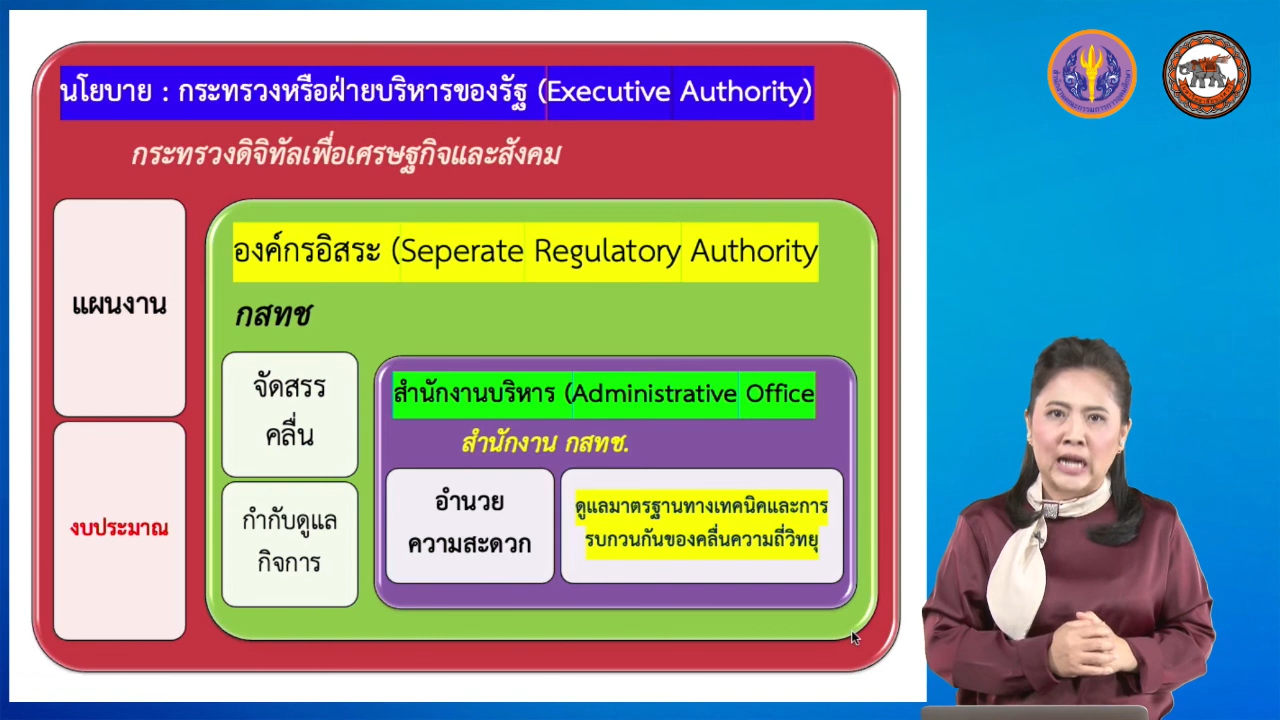 นโยบาย : กระทรวงหรือฝ่ายบริหารของรัฐ (Executive Authority)
กระทรวงดิจิทัลเพื่อเศรษฐกิจและสังคม
แผนงาน
งบประมาณ
องค์กรอิสระ (Seperate Regulatory Authority
กสทช
จัดสรร
คลื่น
กำกับดูแล
กิจการ
สำนักงานบริหาร (Administrative Office
สำนักงาน กสทช.
อำนวย
ความสะดวก
ดูแลมาตรฐานทางเทคนิคและการ
รบกวนกันของคลื่นความถี่วิทยุ